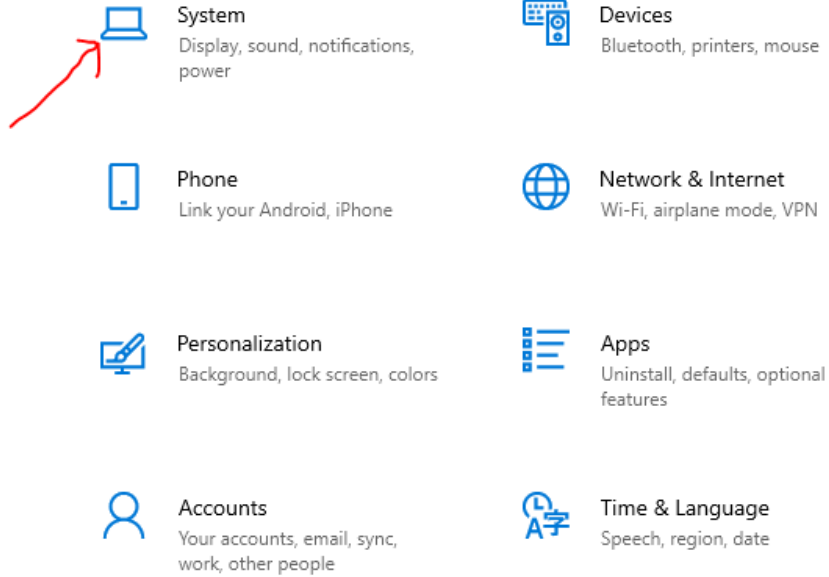 System
Display, sound, notifications,
power
Devices
Bluetooth, printers, mouse
Phone
Link your Android, iPhone
Network & Internet
Wi-Fi, airplane mode, VPN
Personalization
Background, lock screen, colors
Apps
Uninstall, defaults, optional
features
Accounts
Your accounts, email, sync,
work, other people
A字
Time & Language
Speech, region, date